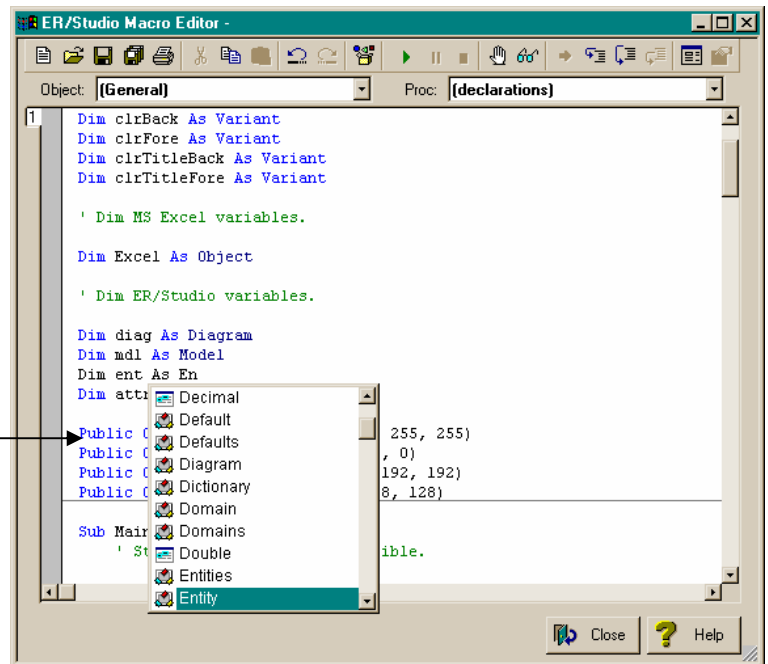 ER/Studio Macro Editor -
Object: (General) Proc: (declarations)
1
Dim clrBack As Variant
Dim clrFore As Variant
Dim clrTitleBack As Variant
Dim clrTitleFore As Variant
' Dim MS Excel variables.
Dim Excel As Object
' Dim ER/Studio variables.
Dim diag As Diagram
Dim mdl As Model
Dim ent As En
Dim attr
Public C 255, 255)
Public C , 0)
Public C 192, 192)
Public C 8, 128)
Sub Main
' St ible.
Decimal
Default
Defaults
Diagram
Dictionary
Domain
Domains
Double
Entities
Entity
Close Help